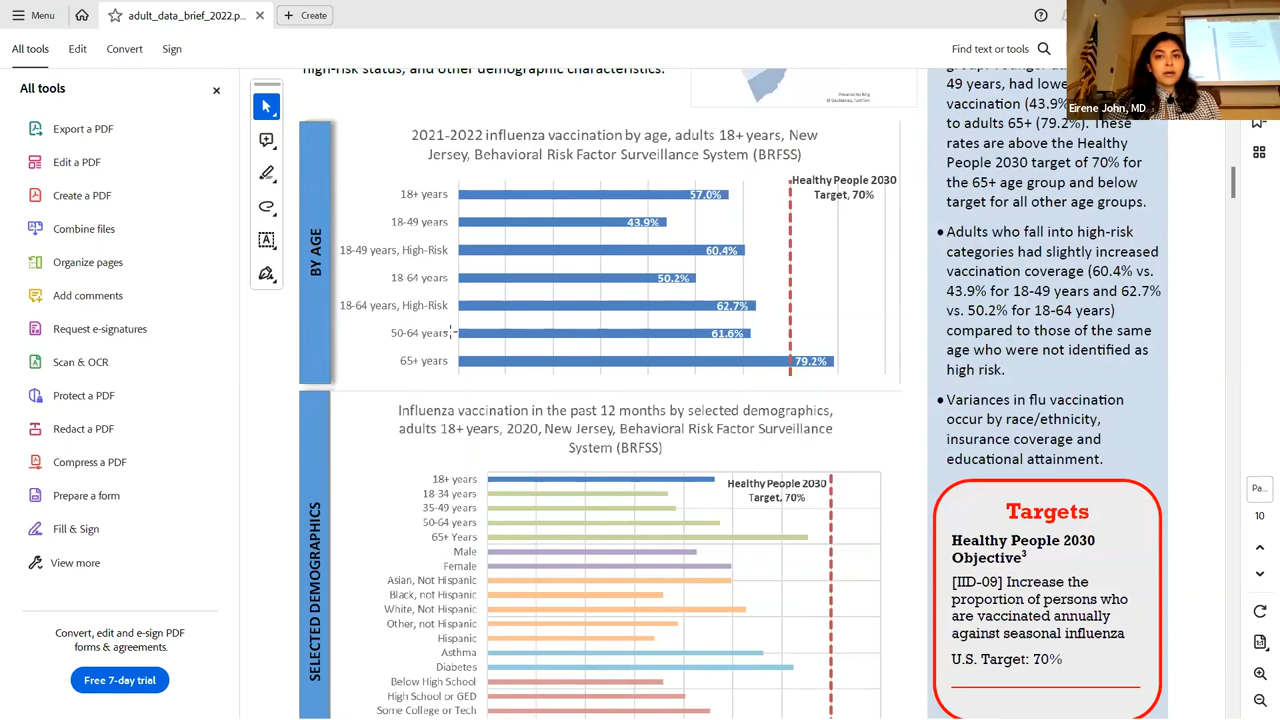 Menu
adult_data_brief_2022.p...
Create
All tools
Edit
Convert
Sign
Find text or tools
Eirene John, MD
All tools
Export a PDF
Edit a PDF
Create a PDF
Combine files
Organize pages
Add comments
Request e-signatures
Scan & OCR
Protect a PDF
Redact a PDF
Compress a PDF
Prepare a form
Fill & Sign
View more
Convert, edit and e-sign PDF
forms & agreements.
Free 7-day trial
high-risk status, and other demographic characteristics.
Powered by Bing
© GeoNames, TomTom
BY AGE
2021-2022 influenza vaccination by age, adults 18+ years, New
Jersey, Behavioral Risk Factor Surveillance System (BRFSS)
Healthy People 2030
Target, 70%
18+ years 57.0%
18-49 years 43.9%
18-49 years, High-Risk 60.4%
18-64 years 50.2%
18-64 years, High-Risk 62.7%
50-64 years 61.6%
65+ years 79.2%
SELECTED DEMOGRAPHICS
Influenza vaccination in the past 12 months by selected demographics,
adults 18+ years, 2020, New Jersey, Behavioral Risk Factor Surveillance
System (BRFSS)
Healthy People 2030
Target, 70%
18+ years
18-34 years
35-49 years
50-64 years
65+ Years
Male
Female
Asian, Not Hispanic
Black, not Hispanic
White, Not Hispanic
Other, not Hispanic
Hispanic
Asthma
Diabetes
Below High School
High School or GED
Some College or Tech
49 years, had
vaccination (43.9%
to adults 65+ (79.2%). These
rates are above the Healthy
People 2030 target of 70% for
the 65+ age group and below
target for all other age groups.
• Adults who fall into high-risk
categories had slightly increased
vaccination coverage (60.4% vs.
43.9% for 18-49 years and 62.7%
vs. 50.2% for 18-64 years)
compared to those of the same
age who were not identified as
high risk.
• Variances in flu vaccination
occur by race/ethnicity,
insurance coverage and
educational attainment.
Targets
Healthy People 2030
Objective³
[IID-09] Increase the
proportion of persons who
are vaccinated annually
against seasonal influenza
U.S. Target: 70%
Pa...
10